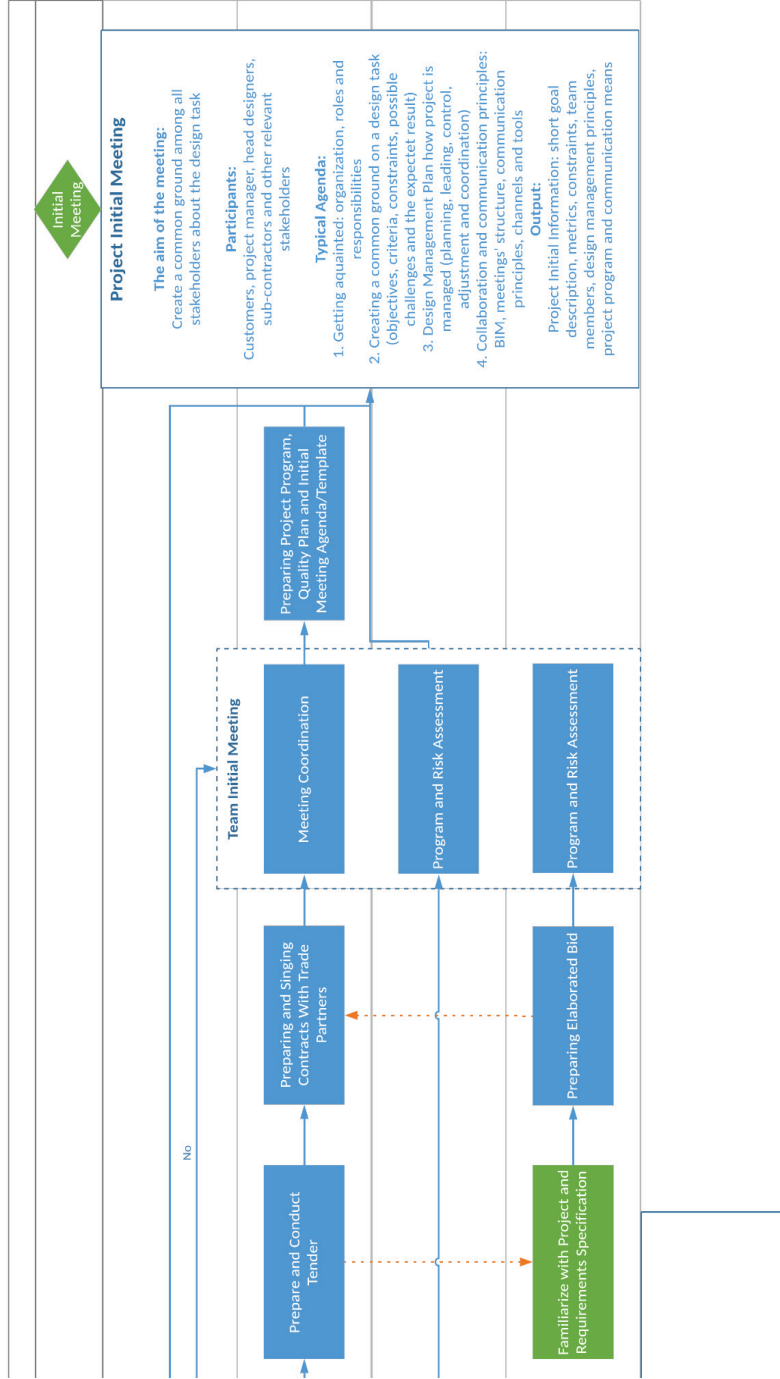 Initial
Meeting
Project Initial Meeting
The aim of the meeting:
Create a common ground among all
stakeholders about the design task
Participants:
Customers, project manager, head designers,
sub-contractors and other relevant
stakeholders
Typical Agenda:
1. Getting aquainted: organization, roles and
responsibilities
2. Creating a common ground on a design task
(objectives, criteria, constraints, possible
challenges and the expectet result)
3. Design Management Plan how project is
managed (planning, leading, control,
adjustment and coordination)
4. Collaboration and communication principles:
BIM, meetings' structure, communication
principles, channels and tools
Output:
Project Initial Information: short goal
description, metrics, constraints, team
members, design management principles,
project program and communication means
No
Prepare and Conduct
Tender
Preparing and Singing
Contracts With Trade
Partners
Team Initial Meeting
Meeting Coordination
Preparing Project Program,
Quality Plan and Initial
Meeting Agenda/Template
Program and Risk Assessment
Familiarize with Project and
Requirements Specification
Preparing Elaborated Bid
Program and Risk Assessment